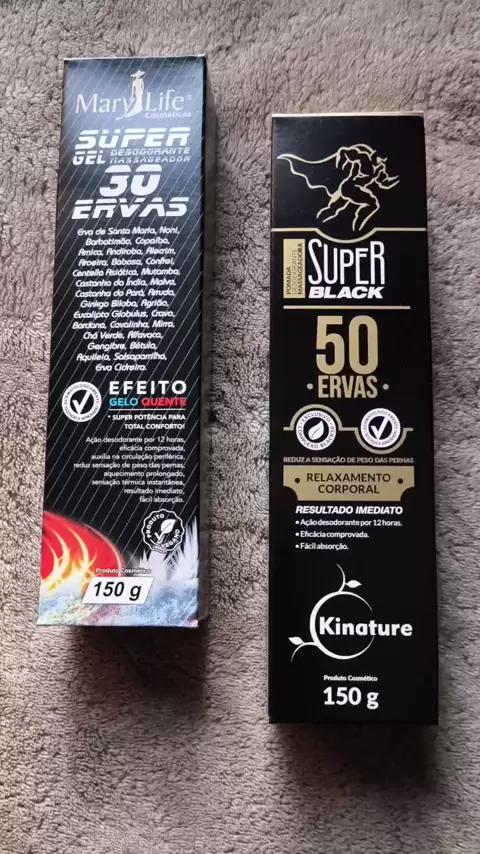 Mary Life®
Cosméticos
SUPER
GEL DESODORANTE
MASSAGEADOR
30
ERVAS
Erva de Santa Maria, Noni,
Barbatimão, Copaíba,
Arnica, Andiroba, Alecrim,
Aroeira, Babosa, Confrei,
Centella Asiática, Mutamba,
Castanha da Índia, Malva,
Castanha do Pará, Arruda,
Ginkgo Biloba, Agrião,
Eucalipto Globulus, Cravo,
Bardana, Cavalinha, Mirra,
Chá Verde, Alfavaca,
Gengibre, Bétula,
Aquileia, Salsaparrilha,
Erva Cidreira.
EFEITO
GELO QUENTE
* SUPER POTÊNCIA PARA
TOTAL CONFORTO!
Ação desodorante por 12 horas,
eficácia comprovada,
auxilia na circulação periférica,
reduz sensação de peso das pernas,
aquecimento prolongado,
sensação térmica instantânea,
resultado imediato,
fácil absorção.
PRODUTO
VEGANO
Produto Cosmético
150 g
POMADA
DESODORANTE
MASSAGEADORA
SUPER
BLACK
50
• ERVAS •
REDUZ A SENSAÇÃO DE PESO DAS PERNAS
RELAXAMENTO
CORPORAL
RESULTADO IMEDIATO
• Ação desodorante por 12 horas.
• Eficácia comprovada.
• Fácil absorção.
Kinature
Produto Cosmético
150 g